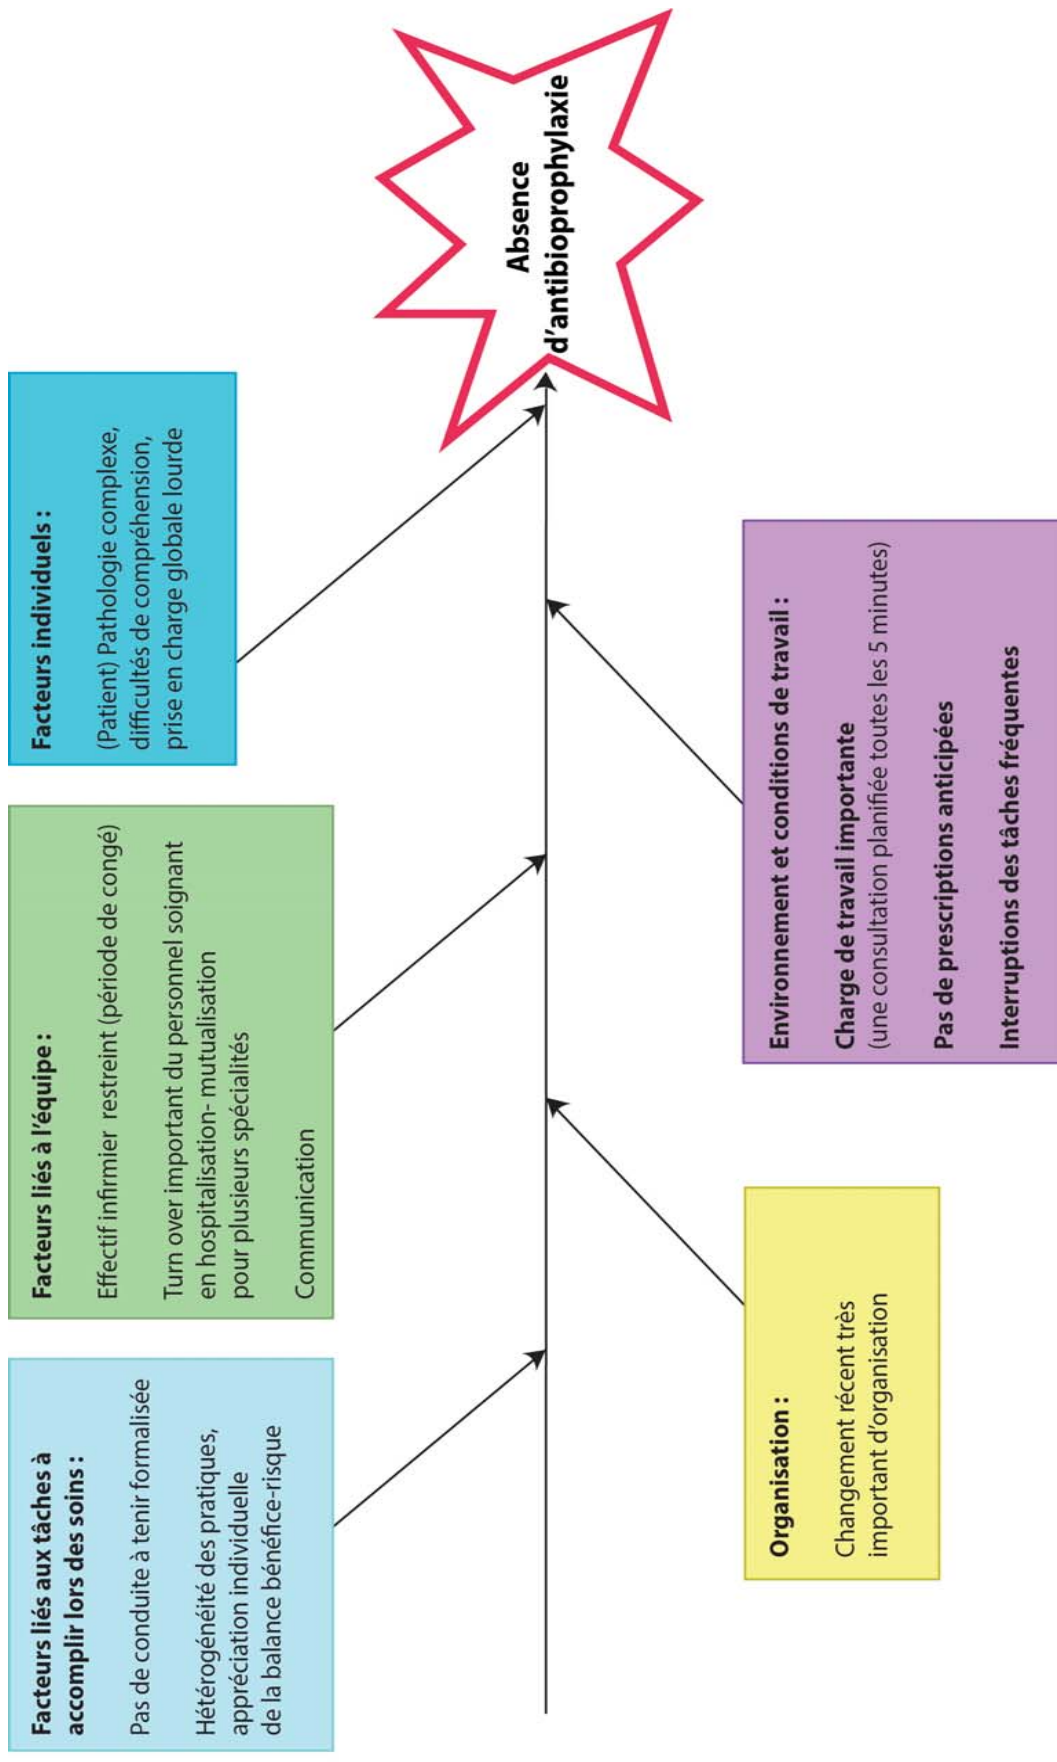 Facteurs liés aux tâches à
accomplir lors des soins :
Pas de conduite à tenir formalisée
Hétérogénéité des pratiques,
appréciation individuelle
de la balance bénéfice-risque
Facteurs liés à l'équipe :
Effectif infirmier restreint (période de congé)
Turn over important du personnel soignant
en hospitalisation- mutualisation
pour plusieurs spécialités
Communication
Facteurs individuels :
(Patient) Pathologie complexe,
difficultés de compréhension,
prise en charge globale lourde
Absence
d'antibioprophylaxie
Organisation :
Changement récent très
important d'organisation
Environnement et conditions de travail :
Charge de travail importante
(une consultation planifiée toutes les 5 minutes)
Pas de prescriptions anticipées
Interruptions des tâches fréquentes